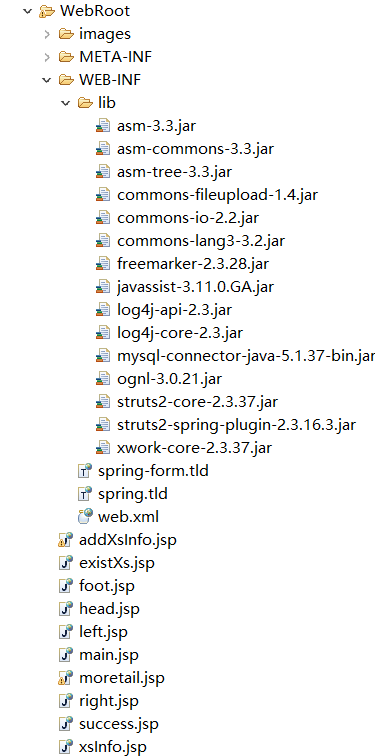 WebRoot
images
META-INF
WEB-INF
lib
asm-3.3.jar
asm-commons-3.3.jar
asm-tree-3.3.jar
commons-fileupload-1.4.jar
commons-io-2.2.jar
commons-lang3-3.2.jar
freemarker-2.3.28.jar
javassist-3.11.0.GA.jar
log4j-api-2.3.jar
log4j-core-2.3.jar
mysql-connector-java-5.1.37-bin.jar
ognl-3.0.21.jar
struts2-core-2.3.37.jar
struts2-spring-plugin-2.3.16.3.jar
xwork-core-2.3.37.jar
spring-form.tld
spring.tld
web.xml
addXsInfo.jsp
existXs.jsp
foot.jsp
head.jsp
left.jsp
main.jsp
moretail.jsp
right.jsp
success.jsp
xsInfo.jsp